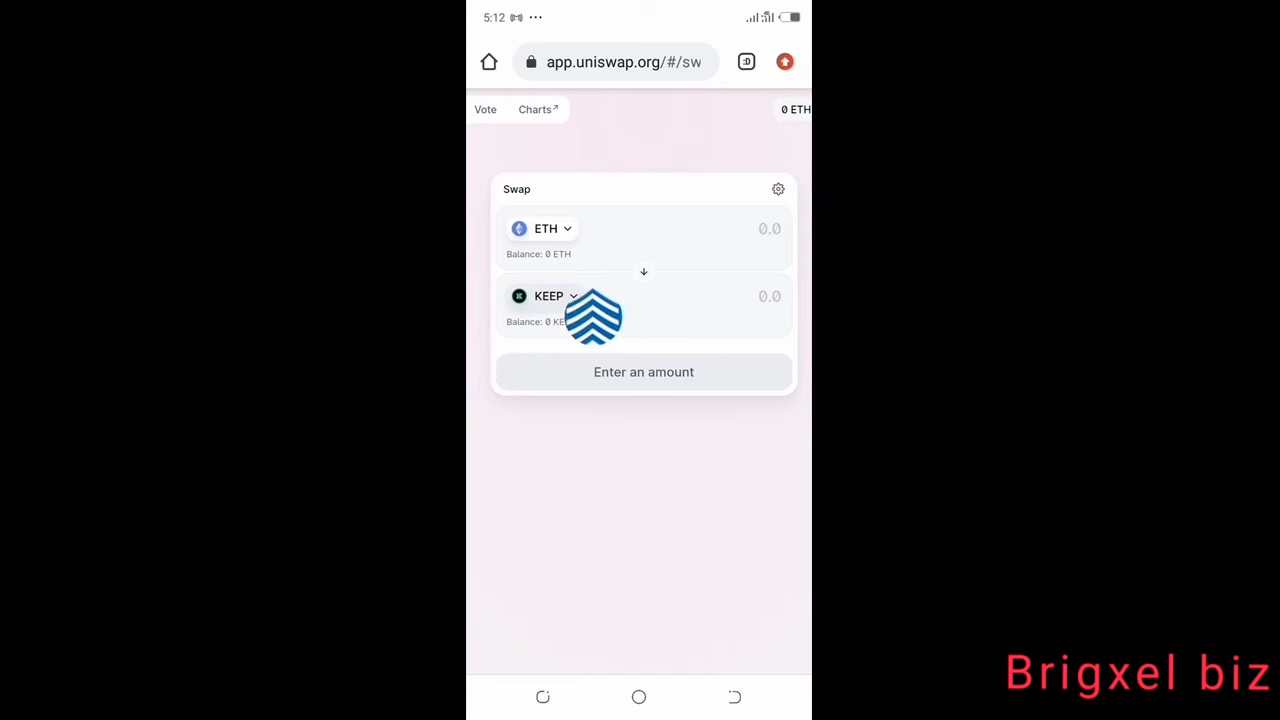 5:12
app.uniswap.org/#/sw
:D
Vote Charts↗ 0 ETH
Swap
ETH 0.0
Balance: 0 ETH
KEEP 0.0
Balance: 0 KE
Enter an amount
Brigxel biz